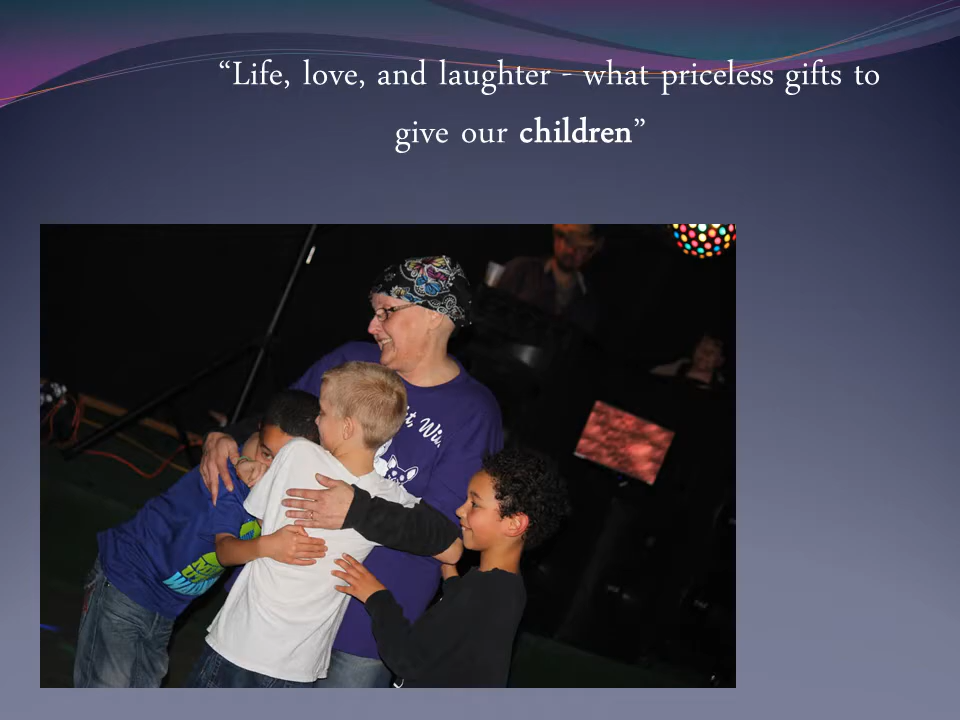 “Life, love, and laughter - what priceless gifts to
give our children”